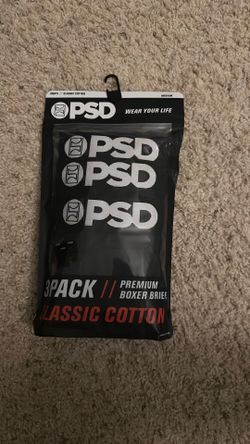 PSD
WEAR YOUR LIFE
PSD
PSD
PSD
3PACK // PREMIUM
BOXER BRIEF
CLASSIC COTTON